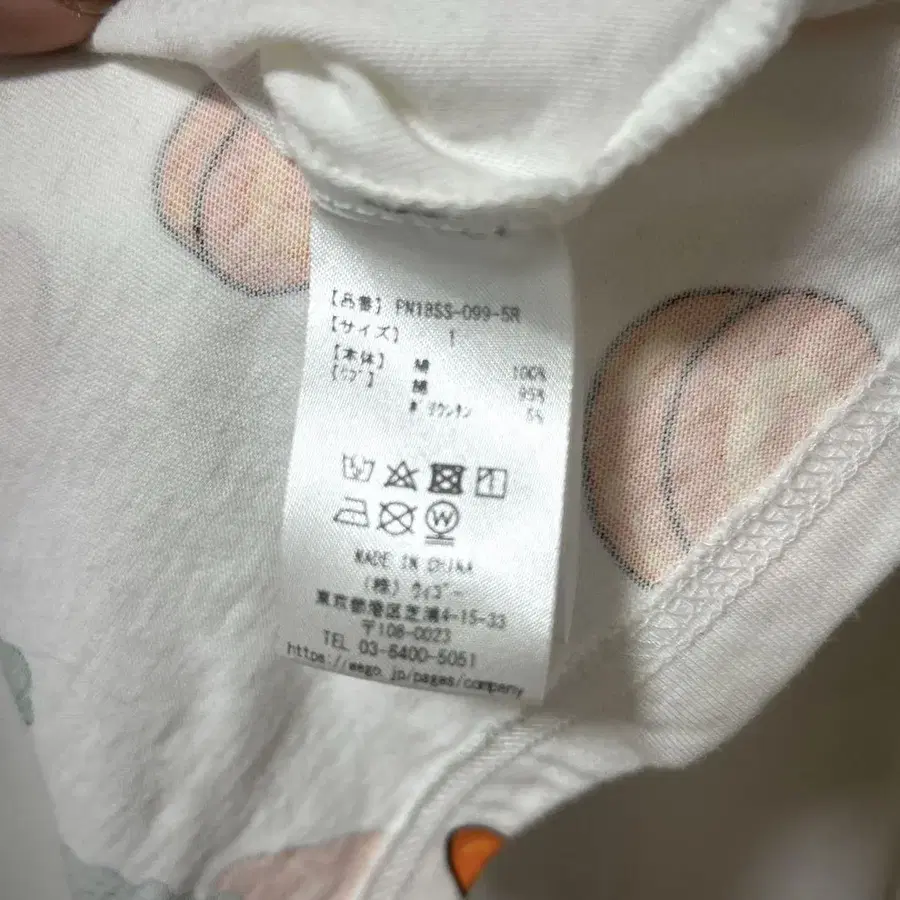 【品番】 PN18SS-099-5R
【サイズ】 1
【本体】 綿 100%
【リブ】 綿 95%
ポリウレタン 5%
W
MADE IN CHINA
(株) ウィゴー
東京都港区芝浦4-15-33
〒108-0023
TEL 03-5400-5051
https://wego.jp/pages/company